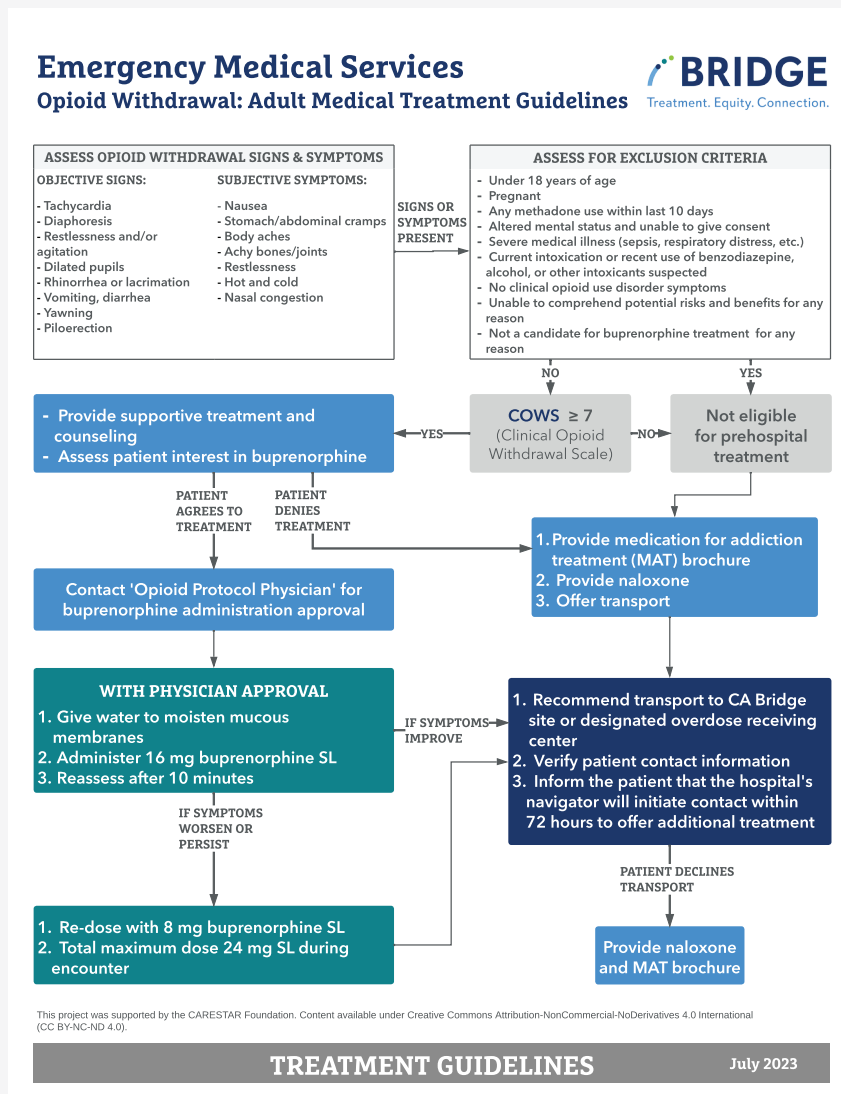 Emergency Medical Services
Opioid Withdrawal: Adult Medical Treatment Guidelines
BRIDGE
Treatment. Equity. Connection.
ASSESS OPIOID WITHDRAWAL SIGNS & SYMPTOMS
OBJECTIVE SIGNS:
- Tachycardia
- Diaphoresis
- Restlessness and/or
agitation
- Dilated pupils
- Rhinorrhea or lacrimation
- Vomiting, diarrhea
- Yawning
- Piloerection
SUBJECTIVE SYMPTOMS:
- Nausea
- Stomach/abdominal cramps
- Body aches
- Achy bones/joints
- Restlessness
- Hot and cold
- Nasal congestion
SIGNS OR
SYMPTOMS
PRESENT
ASSESS FOR EXCLUSION CRITERIA
- Under 18 years of age
- Pregnant
- Any methadone use within last 10 days
- Altered mental status and unable to give consent
- Severe medical illness (sepsis, respiratory distress, etc.)
- Current intoxication or recent use of benzodiazepine,
alcohol, or other intoxicants suspected
- No clinical opioid use disorder symptoms
- Unable to comprehend potential risks and benefits for any
reason
- Not a candidate for buprenorphine treatment for any
reason
NO
YES
COWS ≥ 7
(Clinical Opioid
Withdrawal Scale)
NO
Not eligible
for prehospital
treatment
YES
- Provide supportive treatment and
counseling
- Assess patient interest in buprenorphine
PATIENT
AGREES TO
TREATMENT
PATIENT
DENIES
TREATMENT
1. Provide medication for addiction
treatment (MAT) brochure
2. Provide naloxone
3. Offer transport
Contact 'Opioid Protocol Physician' for
buprenorphine administration approval
WITH PHYSICIAN APPROVAL
1. Give water to moisten mucous
membranes
2. Administer 16 mg buprenorphine SL
3. Reassess after 10 minutes
IF SYMPTOMS
IMPROVE
1. Recommend transport to CA Bridge
site or designated overdose receiving
center
2. Verify patient contact information
3. Inform the patient that the hospital's
navigator will initiate contact within
72 hours to offer additional treatment
IF SYMPTOMS
WORSEN OR
PERSIST
1. Re-dose with 8 mg buprenorphine SL
2. Total maximum dose 24 mg SL during
encounter
PATIENT DECLINES
TRANSPORT
Provide naloxone
and MAT brochure
This project was supported by the CARESTAR Foundation. Content available under Creative Commons Attribution-NonCommercial-NoDerivatives 4.0 International
(CC BY-NC-ND 4.0).
TREATMENT GUIDELINES
July 2023